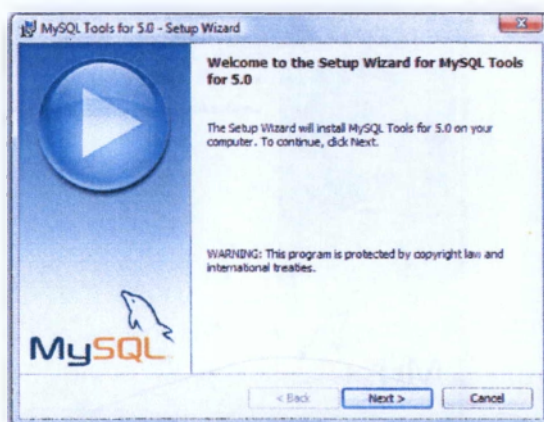 MySQL Tools for 5.0 - Setup Wizard
Welcome to the Setup Wizard for MySQL Tools
for 5.0
The Setup Wizard will install MySQL Tools for 5.0 on your
computer. To continue, click Next.
WARNING: This program is protected by copyright law and
international treaties.
MySQL
< Back
Next >
Cancel